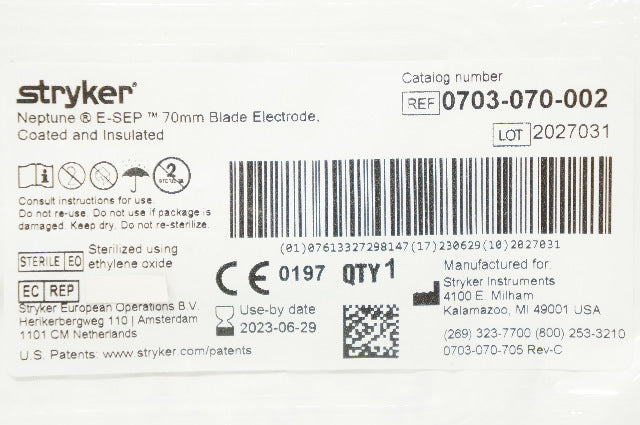 stryker®
Neptune ® E-SEP ™ 70mm Blade Electrode,
Coated and Insulated
Catalog number
REF 0703-070-002
LOT 2027031
Consult instructions for use.
Do not re-use. Do not use if package is
damaged. Keep dry. Do not re-sterilize.
(01)07613327298147(17)230629(10)2027031
STERILE EO Sterilized using
ethylene oxide
CE 0197 QTY 1
EC REP
Stryker European Operations B.V.
Herikerbergweg 110 | Amsterdam
1101 CM Netherlands
U.S. Patents: www.stryker.com/patents
Use-by date
2023-06-29
Manufactured for:
Stryker Instruments
4100 E. Milham
Kalamazoo, MI 49001 USA
(269) 323-7700 (800) 253-3210
0703-070-705 Rev-C